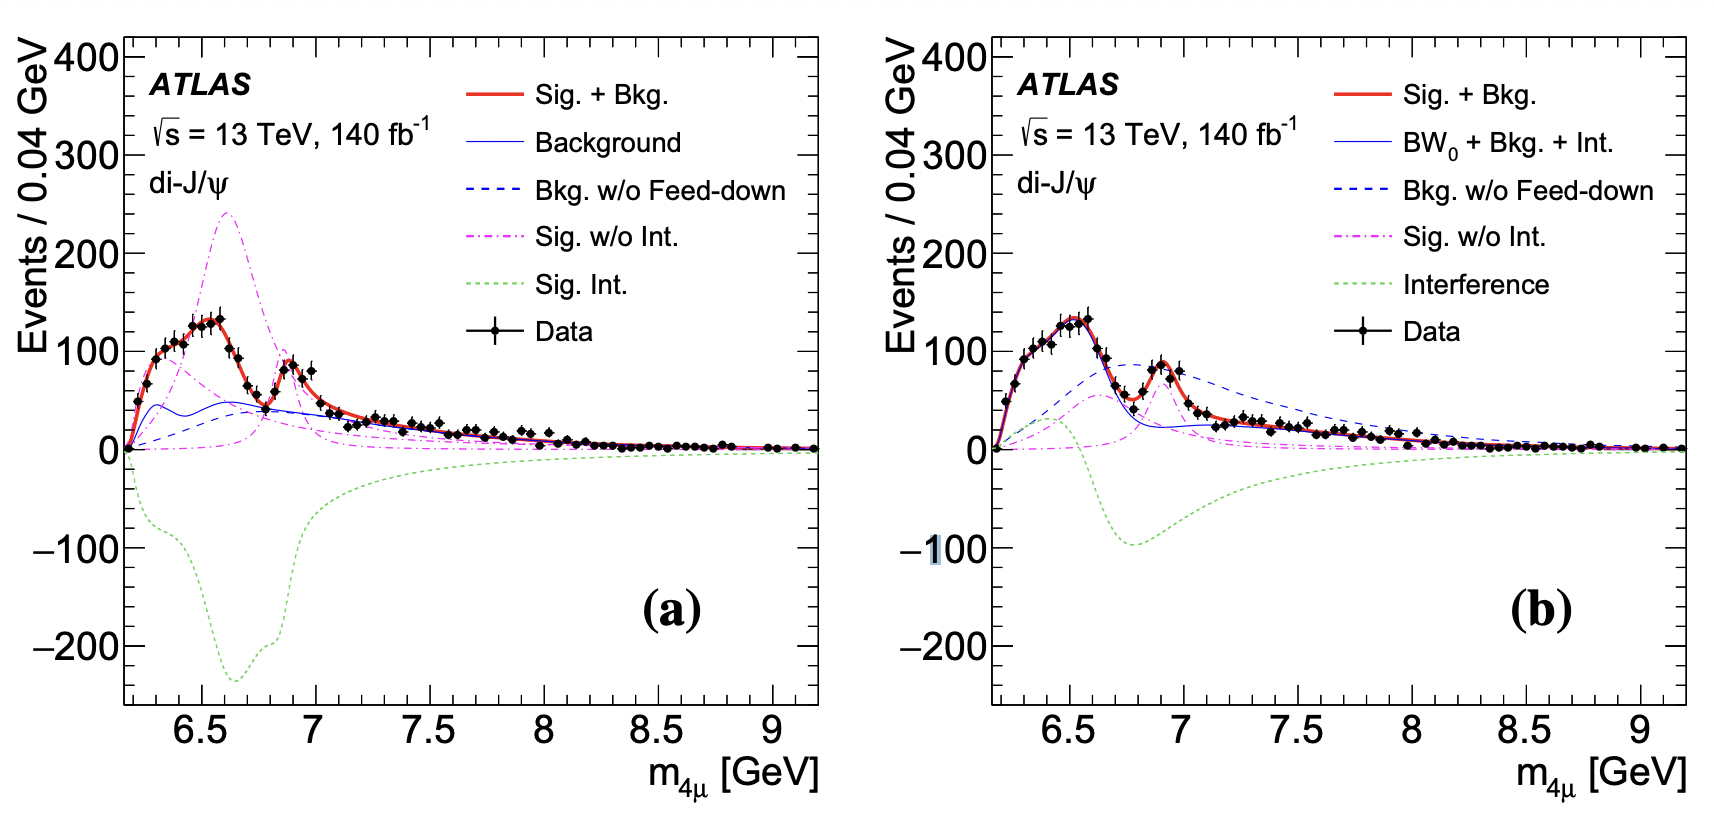 Events / 0.04 GeV
400
300
200
100
0
−100
−200
ATLAS
√s = 13 TeV, 140 fb⁻¹
di-J/ψ
Sig. + Bkg.
Background
Bkg. w/o Feed-down
Sig. w/o Int.
Sig. Int.
Data
(a)
6.5 7 7.5 8 8.5 9
m₄μ [GeV]
Events / 0.04 GeV
400
300
200
100
0
−100
−200
ATLAS
√s = 13 TeV, 140 fb⁻¹
di-J/ψ
Sig. + Bkg.
BW₀ + Bkg. + Int.
Bkg. w/o Feed-down
Sig. w/o Int.
Interference
Data
(b)
6.5 7 7.5 8 8.5 9
m₄μ [GeV]